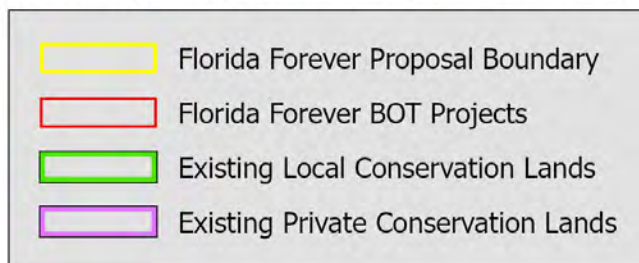 Florida Forever Proposal Boundary
Florida Forever BOT Projects
Existing Local Conservation Lands
Existing Private Conservation Lands